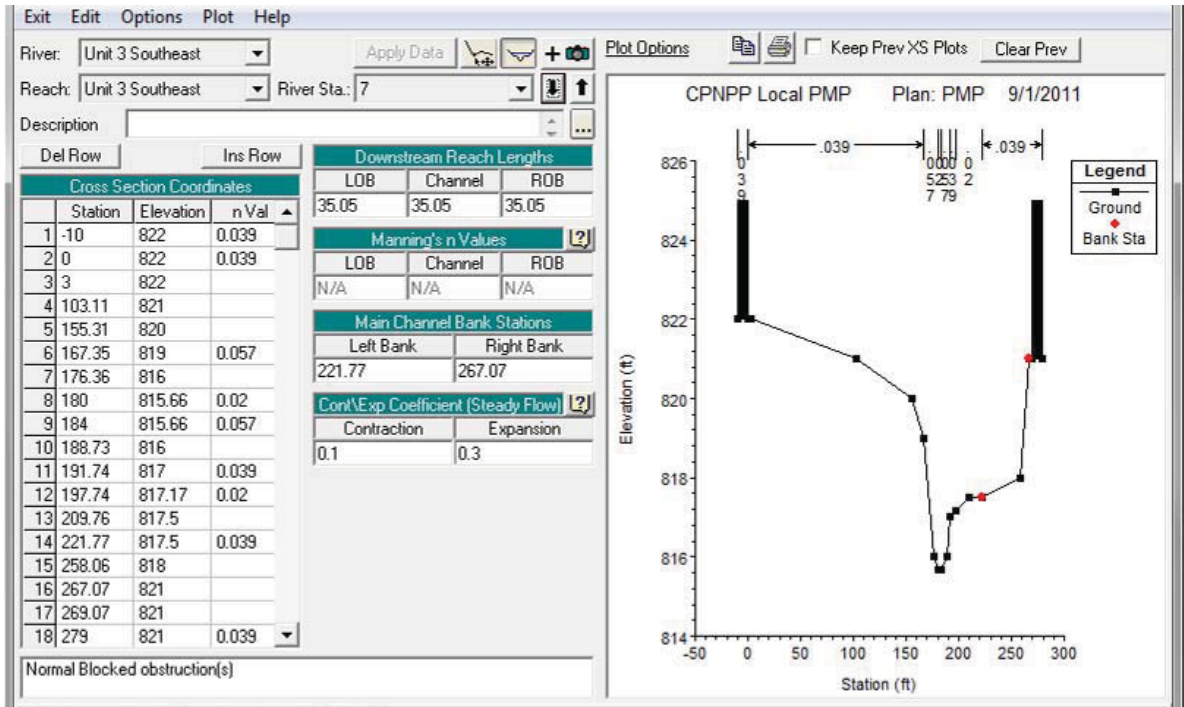 Exit Edit Options Plot Help
River: Unit 3 Southeast Apply Data + Plot Options Keep Prev XS Plots Clear Prev
Reach: Unit 3 Southeast River Sta.: 7
Description ...
Del Row Ins Row
Cross Section Coordinates
Station Elevation n Val
1 -10 822 0.039
2 0 822 0.039
3 3 822
4 103.11 821
5 155.31 820
6 167.35 819 0.057
7 176.36 816
8 180 815.66 0.02
9 184 815.66 0.057
10 188.73 816
11 191.74 817 0.039
12 197.74 817.17 0.02
13 209.76 817.5
14 221.77 817.5 0.039
15 258.06 818
16 267.07 821
17 269.07 821
18 279 821 0.039
Downstream Reach Lengths
LOB Channel ROB
35.05 35.05 35.05
Manning's n Values ?
LOB Channel ROB
N/A N/A N/A
Main Channel Bank Stations
Left Bank Right Bank
221.77 267.07
Cont\Exp Coefficient (Steady Flow) ?
Contraction Expansion
0.1 0.3
Normal Blocked obstruction(s)
CPNPP Local PMP Plan: PMP 9/1/2011
.039 .039
Legend
Ground
Bank Sta
Elevation (ft)
826
824
822
820
818
816
814
-50 0 50 100 150 200 250 300
Station (ft)